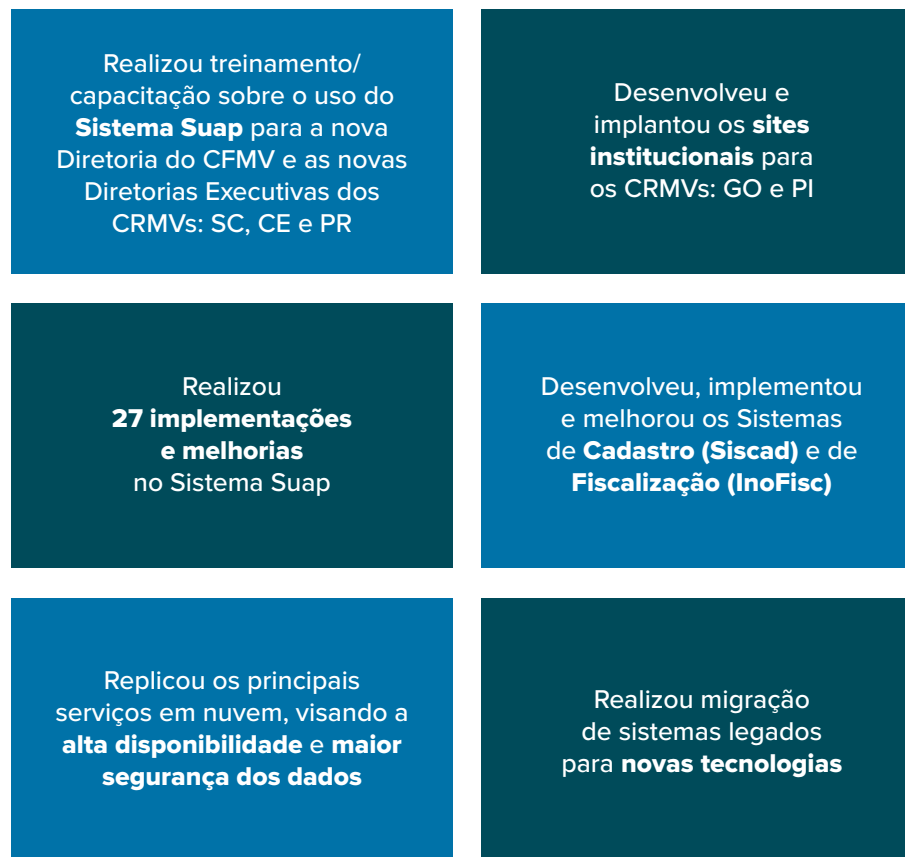 Realizou treinamento/
capacitação sobre o uso do
Sistema Suap para a nova
Diretoria do CFMV e as novas
Diretorias Executivas dos
CRMVs: SC, CE e PR
Desenvolveu e
implantou os sites
institucionais para
os CRMVs: GO e PI
Realizou
27 implementações
e melhorias
no Sistema Suap
Desenvolveu, implementou
e melhorou os Sistemas
de Cadastro (Siscad) e de
Fiscalização (InoFisc)
Replicou os principais
serviços em nuvem, visando a
alta disponibilidade e maior
segurança dos dados
Realizou migração
de sistemas legados
para novas tecnologias